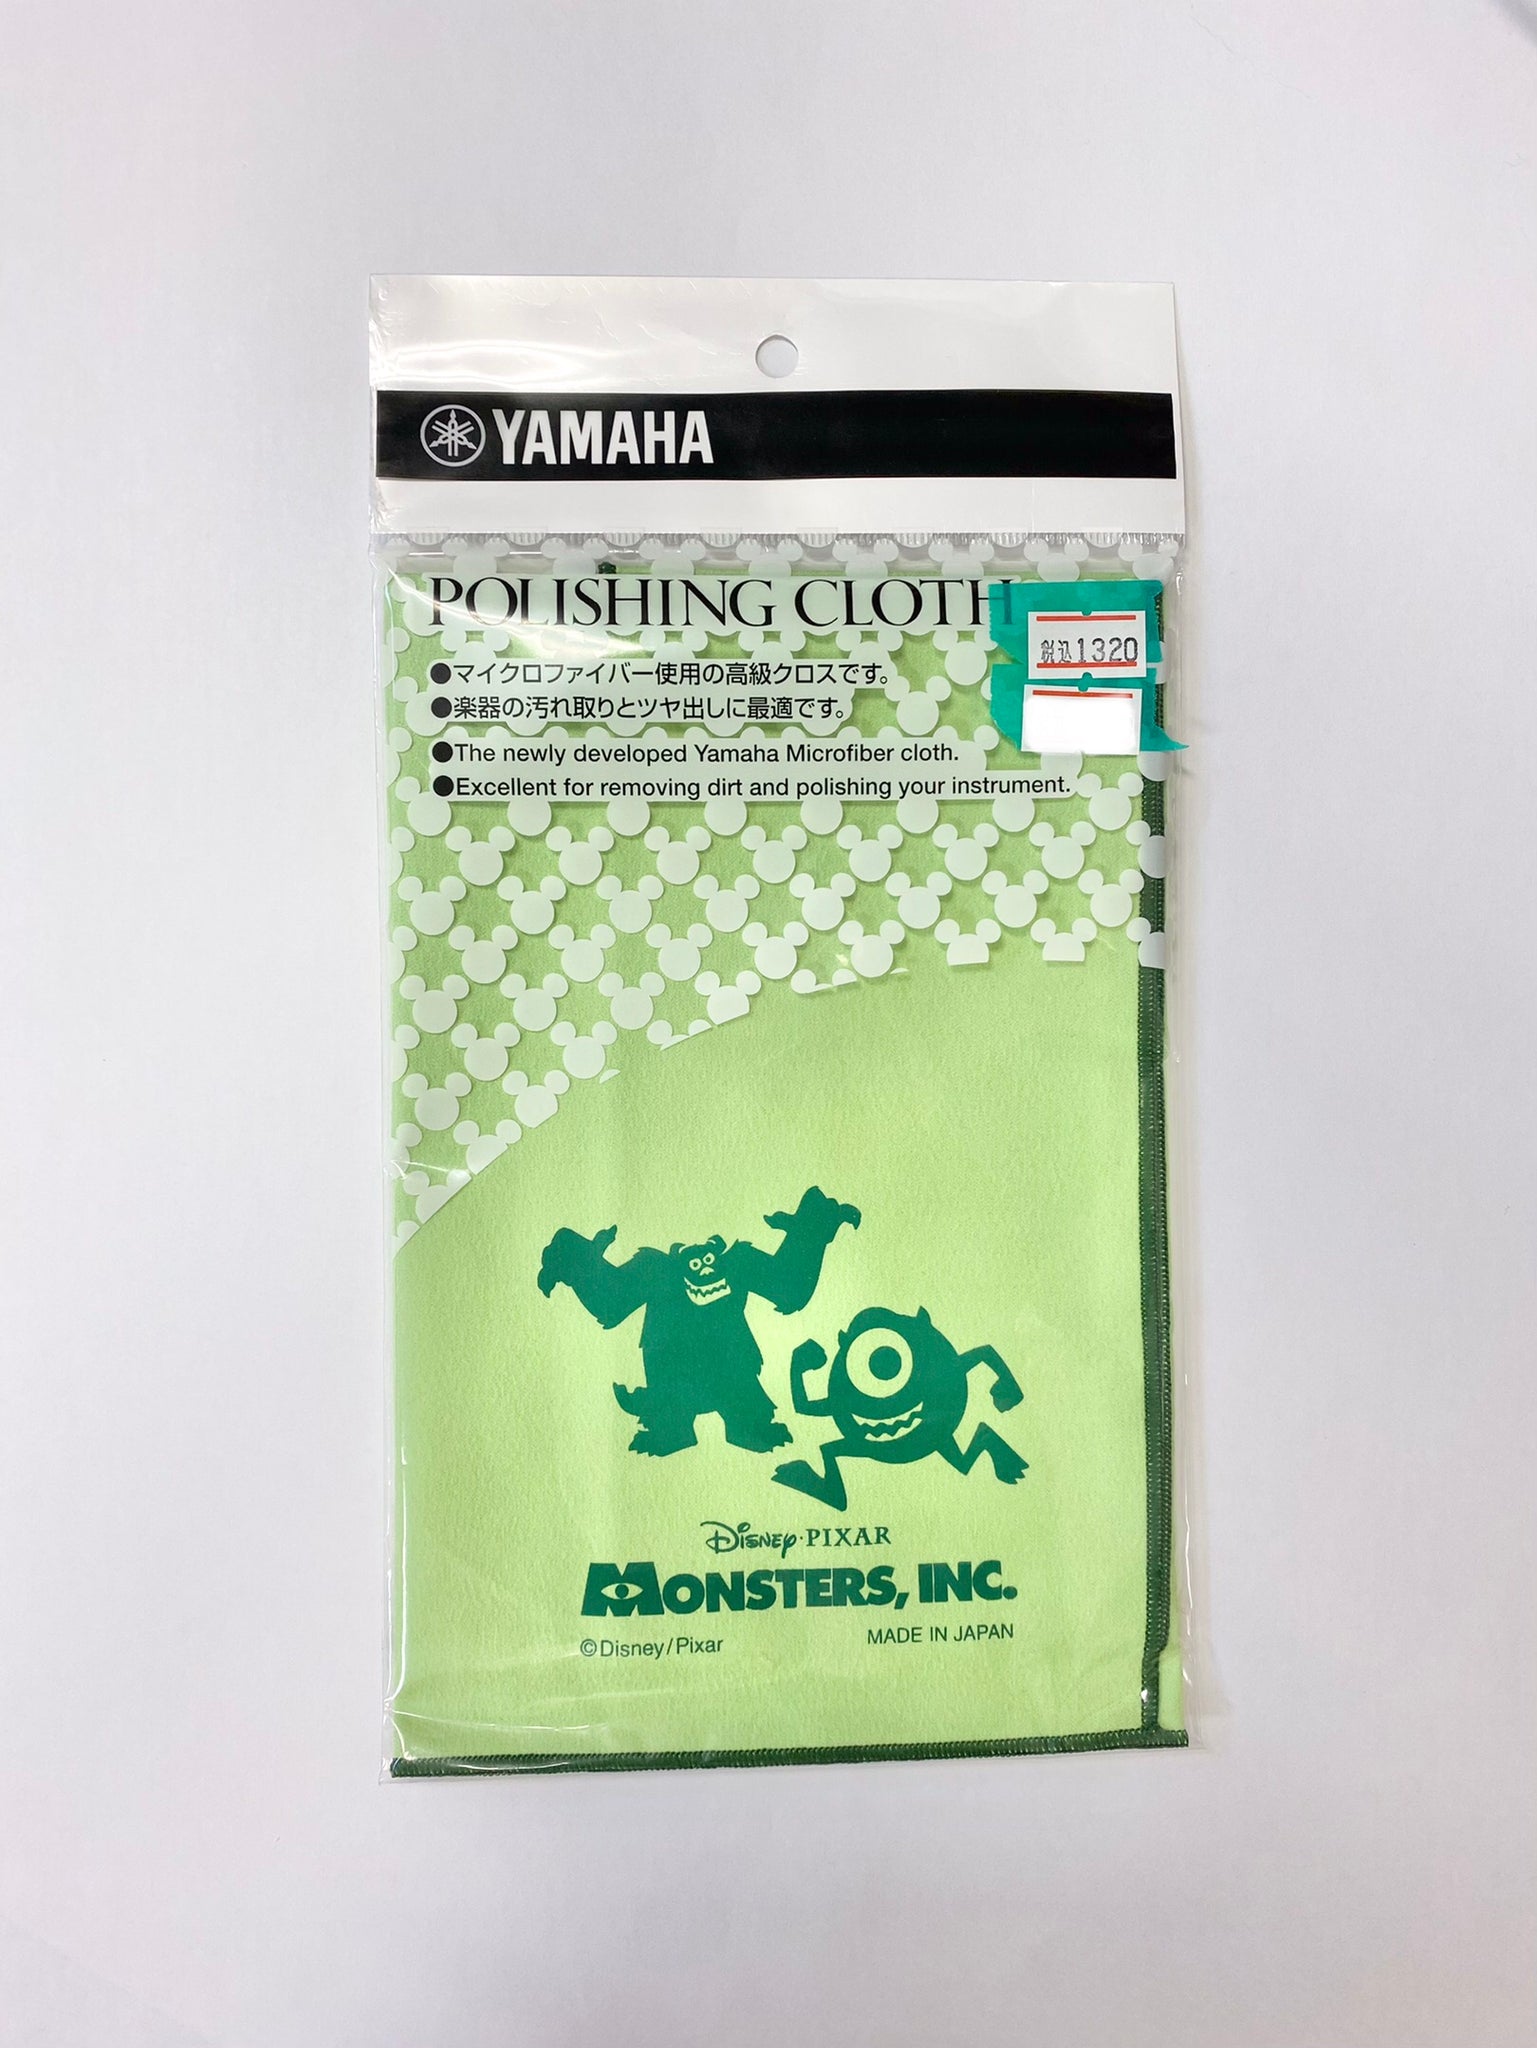 YAMAHA
POLISHING CLOTH
税込1320
●マイクロファイバー使用の高級クロスです。
●楽器の汚れ取りとツヤ出しに最適です。
●The newly developed Yamaha Microfiber cloth.
●Excellent for removing dirt and polishing your instrument.
Disney·PIXAR
MONSTERS, INC.
©Disney/Pixar
MADE IN JAPAN